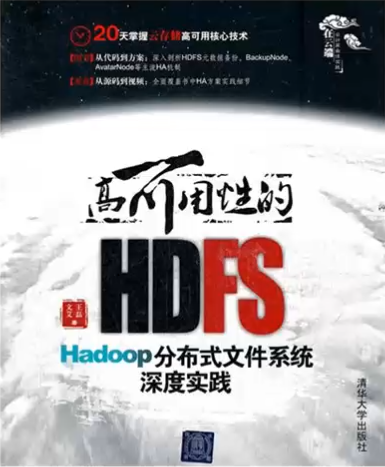 20天掌握云存储高可用核心技术
从代码到方案：深入剖析HDFS元数据备份、BackupNode、
AvatarNode等主流HA机制
从源码到视频：全面覆盖书中HA方案实践细节
在云端
高可用性的
HDFS
Hadoop分布式文件系统
深度实践
文艾 王磊
清华大学出版社